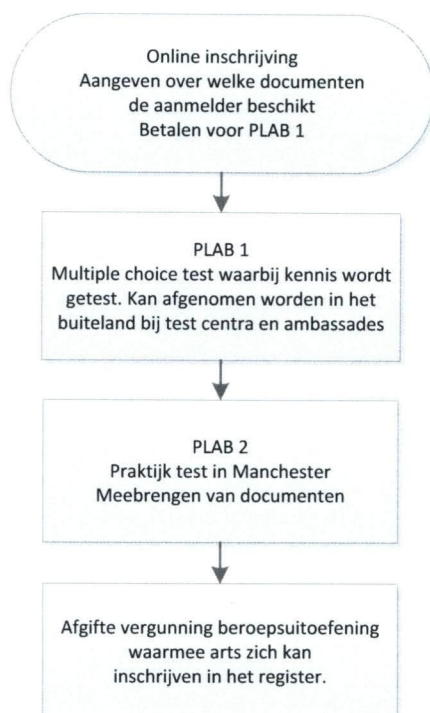 Online inschrijving
Aangeven over welke documenten
de aanmelder beschikt
Betalen voor PLAB 1
PLAB 1
Multiple choice test waarbij kennis wordt
getest. Kan afgenomen worden in het
buiteland bij test centra en ambassades
PLAB 2
Praktijk test in Manchester
Meebrengen van documenten
Afgifte vergunning beroepsuitoefening
waarmee arts zich kan
inschrijven in het register.